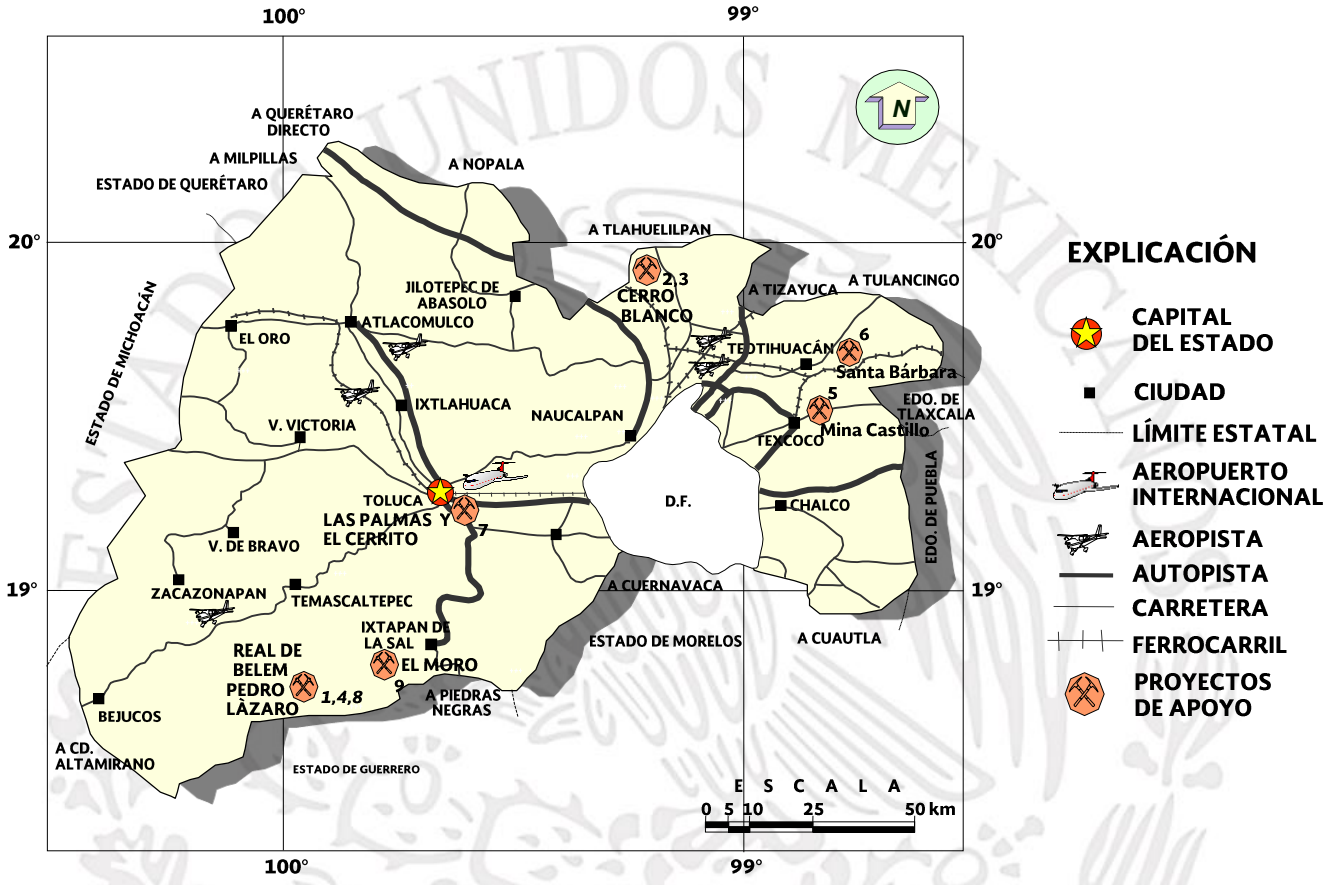 100°
99°
ESTADOS UNIDOS MEXICANOS
N
A QUERÉTARO
DIRECTO
A MILPILLAS
A NOPALA
ESTADO DE QUERÉTARO
20°
A TLAHUELILPAN
20°
EXPLICACIÓN
2,3
A TULANCINGO
JILOTEPEC DE
ABASOLO
CERRO
BLANCO
A TIZAYUCA
CAPITAL
DEL ESTADO
ATLACOMULCO
EL ORO
ESTADO DE MICHOACÁN
TEOTIHUACÁN
6
Santa Bárbara
CIUDAD
IXTLAHUACA
NAUCALPAN
5
EDO. DE
TLAXCALA
V. VICTORIA
TEXCOCO
Mina Castillo
LÍMITE ESTATAL
AEROPUERTO
INTERNACIONAL
TOLUCA
D.F.
CHALCO
LAS PALMAS Y
EL CERRITO
7
EDO. DE PUEBLA
AEROPISTA
V. DE BRAVO
AUTOPISTA
19°
ZACAZONAPAN
TEMASCALTEPEC
A CUERNAVACA
19°
CARRETERA
IXTAPAN DE
LA SAL
ESTADO DE MORELOS
A CUAUTLA
FERROCARRIL
REAL DE
BELEM
PEDRO
LÀZARO
1,4,8
EL MORO
9
A PIEDRAS
NEGRAS
PROYECTOS
DE APOYO
BEJUCOS
A CD.
ALTAMIRANO
ESTADO DE GUERRERO
E S C A L A
0 5 10 25 50 km
100°
99°